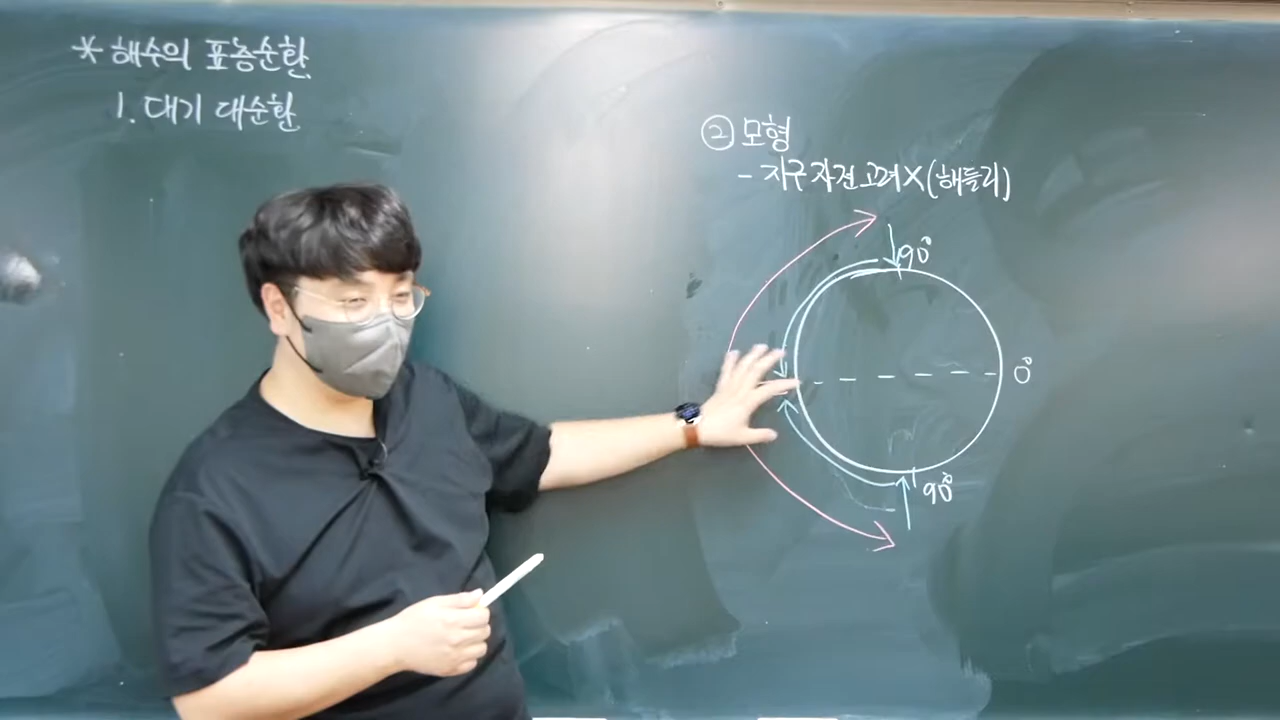 * 해수의 표층순환
1. 대기 대순환
② 모형
- 지구 자전 고려 X (해들리)
90°
0°
90°